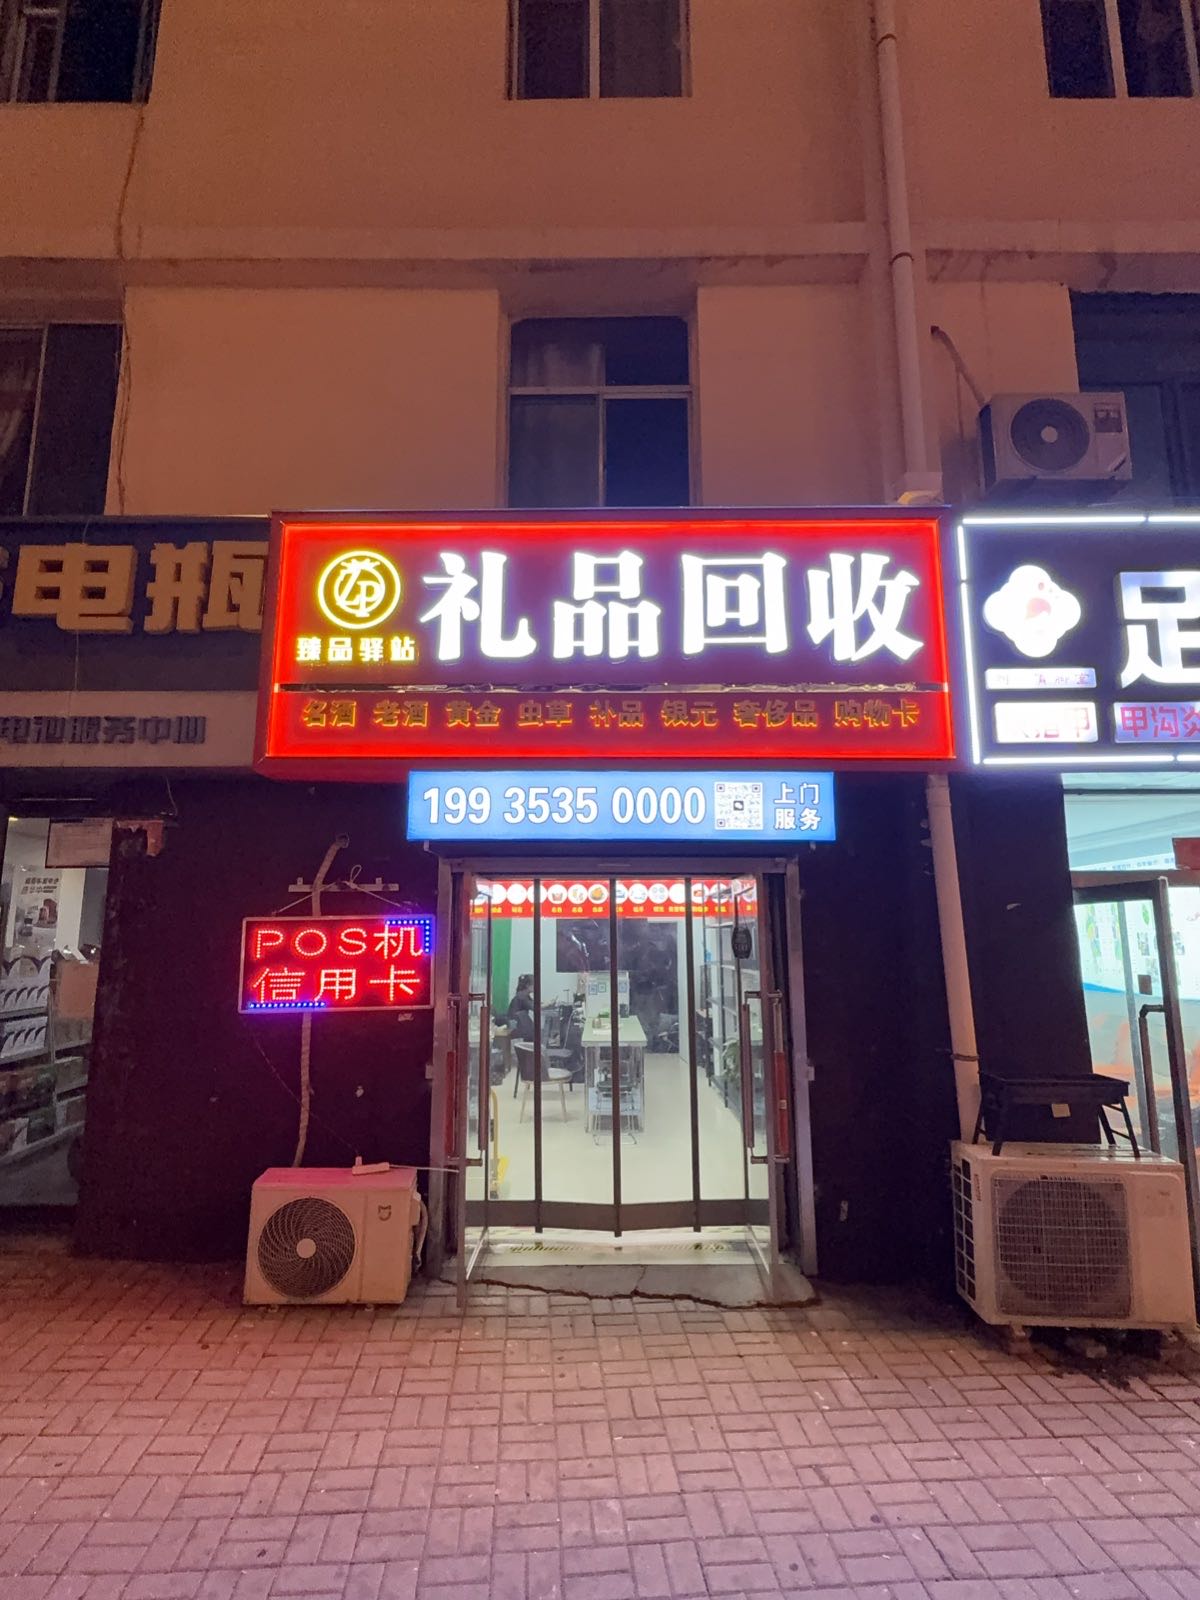 电瓶
电池服务中心
ZP
臻品驿站
礼品回收
名酒 老酒 黄金 虫草 补品 银元 奢侈品 购物卡
199 3535 0000
上门
服务
POS机
信用卡
足
甲沟炎